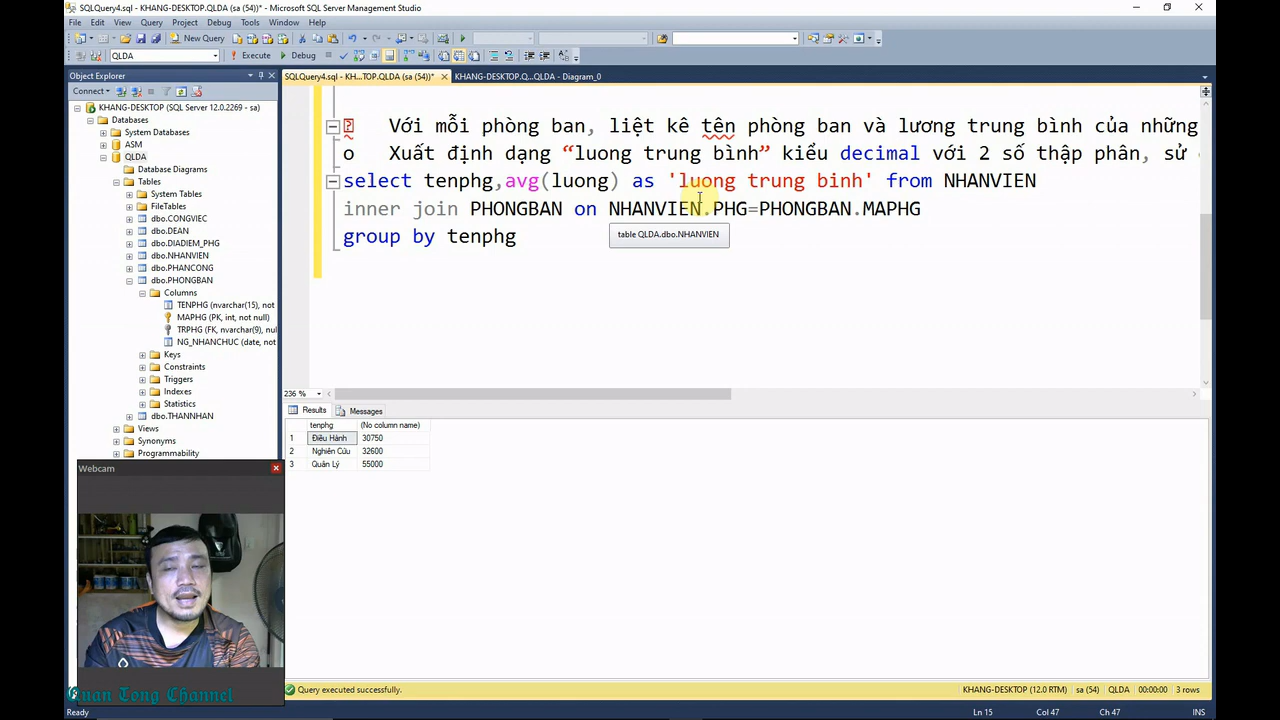 SQLQuery4.sql - KHANG-DESKTOP.QLDA (sa (54))* - Microsoft SQL Server Management Studio
File Edit View Query Project Debug Tools Window Help
New Query
QLDA Execute Debug
Object Explorer
SQLQuery4.sql - KH...TOP.QLDA (sa (54))* KHANG-DESKTOP.Q...QLDA - Diagram_0
Connect
KHANG-DESKTOP (SQL Server 12.0.2269 - sa)
Databases
System Databases
ASM
QLDA
Database Diagrams
Tables
System Tables
FileTables
dbo.CONGVIEC
dbo.DEAN
dbo.DIADIEM_PHG
dbo.NHANVIEN
dbo.PHANCONG
dbo.PHONGBAN
Columns
TENPHG (nvarchar(15), not
MAPHG (PK, int, not null)
TRPHG (FK, nvarchar(9), nul
NG_NHANCHUC (date, not
Keys
Constraints
Triggers
Indexes
Statistics
dbo.THANNHAN
Views
Synonyms
Programmability
Với mỗi phòng ban, liệt kê tên phòng ban và lương trung bình của những
o Xuất định dạng “luong trung bình” kiểu decimal với 2 số thập phân, sử
select tenphg,avg(luong) as 'luong trung binh' from NHANVIEN
inner join PHONGBAN on NHANVIEN.PHG=PHONGBAN.MAPHG
table QLDA.dbo.NHANVIEN
group by tenphg
236 %
Results Messages
tenphg (No column name)
1 Điều Hành 30750
2 Nghiên Cứu 32600
3 Quản Lý 55000
Webcam
Quan Tong Channel
Query executed successfully. KHANG-DESKTOP (12.0 RTM) sa (54) QLDA 00:00:00 3 rows
Ready Ln 15 Col 47 Ch 47 INS